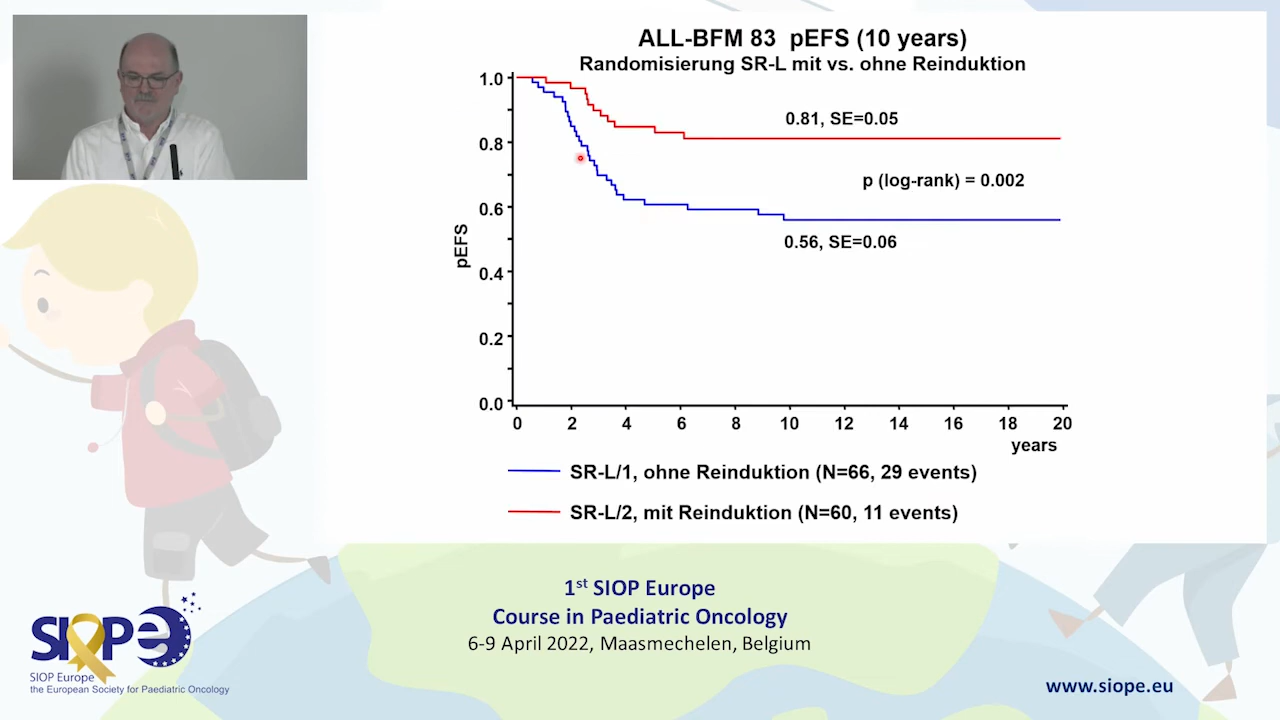 ALL-BFM 83 pEFS (10 years)
Randomisierung SR-L mit vs. ohne Reinduktion
1.0
0.8
0.6
0.4
0.2
0.0
pEFS
0.81, SE=0.05
p (log-rank) = 0.002
0.56, SE=0.06
0 2 4 6 8 10 12 14 16 18 20
years
SR-L/1, ohne Reinduktion (N=66, 29 events)
SR-L/2, mit Reinduktion (N=60, 11 events)
1st SIOP Europe
Course in Paediatric Oncology
6-9 April 2022, Maasmechelen, Belgium
SIOPe
SIOP Europe
the European Society for Paediatric Oncology
www.siope.eu